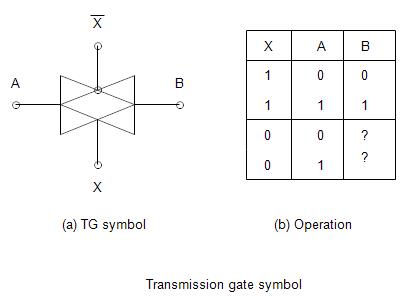 X̅
A
B
X
(a) TG symbol
X A B
1 0 0
1 1 1
0 0 ?
0 1 ?
(b) Operation
Transmission gate symbol